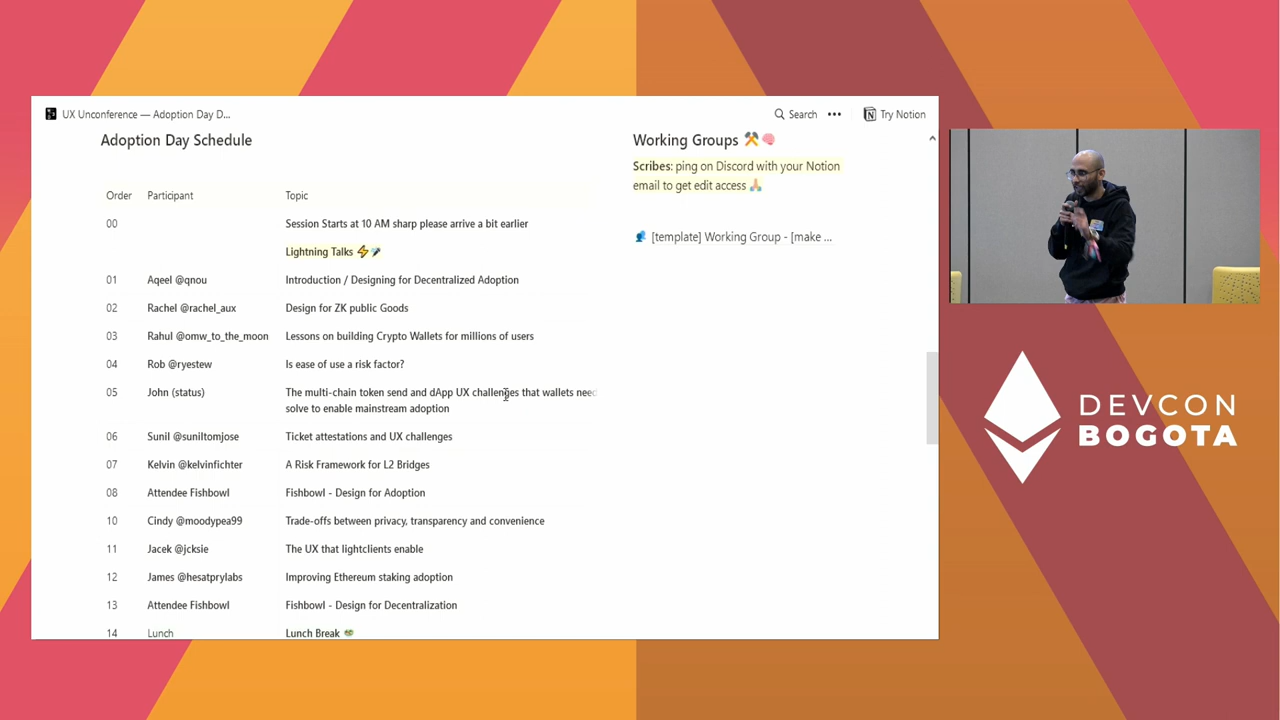 UX Unconference — Adoption Day D...
Search
Try Notion
Adoption Day Schedule
Order Participant Topic
00 Session Starts at 10 AM sharp please arrive a bit earlier
Lightning Talks ⚡🎤
01 Aqeel @qnou Introduction / Designing for Decentralized Adoption
02 Rachel @rachel_aux Design for ZK public Goods
03 Rahul @omw_to_the_moon Lessons on building Crypto Wallets for millions of users
04 Rob @ryestew Is ease of use a risk factor?
05 John (status) The multi-chain token send and dApp UX challenges that wallets need
solve to enable mainstream adoption
06 Sunil @suniltomjose Ticket attestations and UX challenges
07 Kelvin @kelvinfichter A Risk Framework for L2 Bridges
08 Attendee Fishbowl Fishbowl - Design for Adoption
10 Cindy @moodypea99 Trade-offs between privacy, transparency and convenience
11 Jacek @jcksie The UX that lightclients enable
12 James @hesatprylabs Improving Ethereum staking adoption
13 Attendee Fishbowl Fishbowl - Design for Decentralization
14 Lunch Lunch Break
Working Groups ⚒️🧠
Scribes: ping on Discord with your Notion
email to get edit access 🙏
[template] Working Group - [make ...
DEVCON
BOGOTA